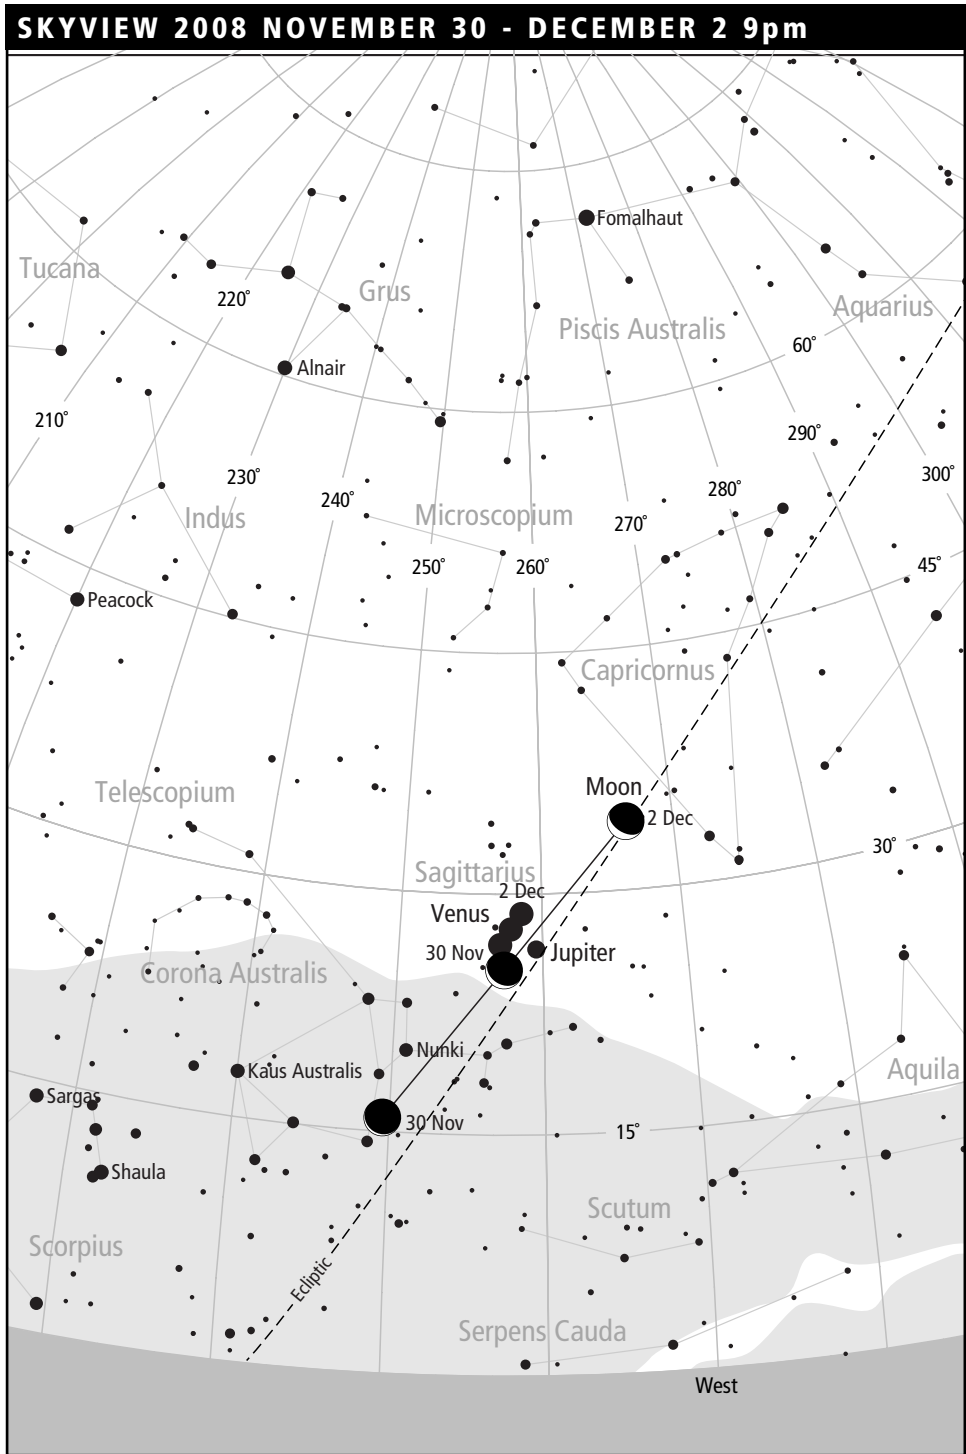 SKYVIEW 2008 NOVEMBER 30 - DECEMBER 2 9pm
Fomalhaut
Tucana
220°
Grus
Aquarius
Piscis Australis
60°
Alnair
210°
290°
230°
300°
240°
280°
Indus
Microscopium
270°
250°
260°
45°
Peacock
Capricornus
Telescopium
Moon
2 Dec
30°
Sagittarius
2 Dec
Venus
30 Nov
Jupiter
Corona Australis
Nunki
Kaus Australis
Aquila
Sargas
30 Nov
15°
Shaula
Scutum
Scorpius
Ecliptic
Serpens Cauda
West